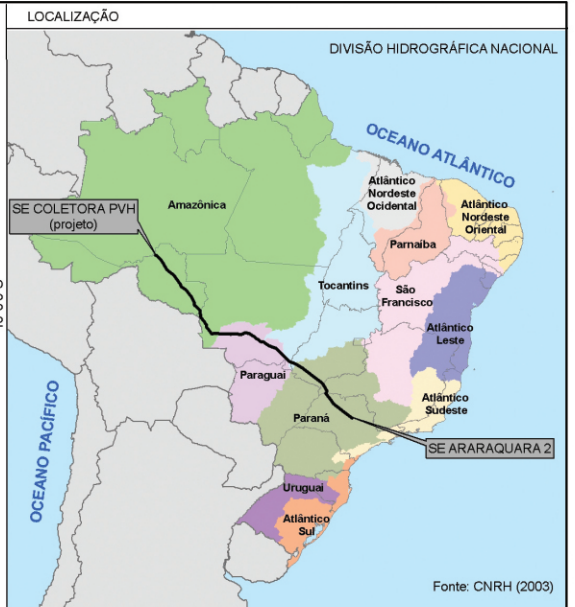 LOCALIZAÇÃO
DIVISÃO HIDROGRÁFICA NACIONAL
OCEANO ATLÂNTICO
Atlântico
Nordeste
Ocidental
Amazônica
SE COLETORA PVH
(projeto)
Atlântico
Nordeste
Oriental
Parnaíba
Tocantins
São
Francisco
Atlântico
Leste
Paraguai
Atlântico
Sudeste
Paraná
OCEANO PACÍFICO
SE ARARAQUARA 2
Uruguai
Atlântico
Sul
Fonte: CNRH (2003)